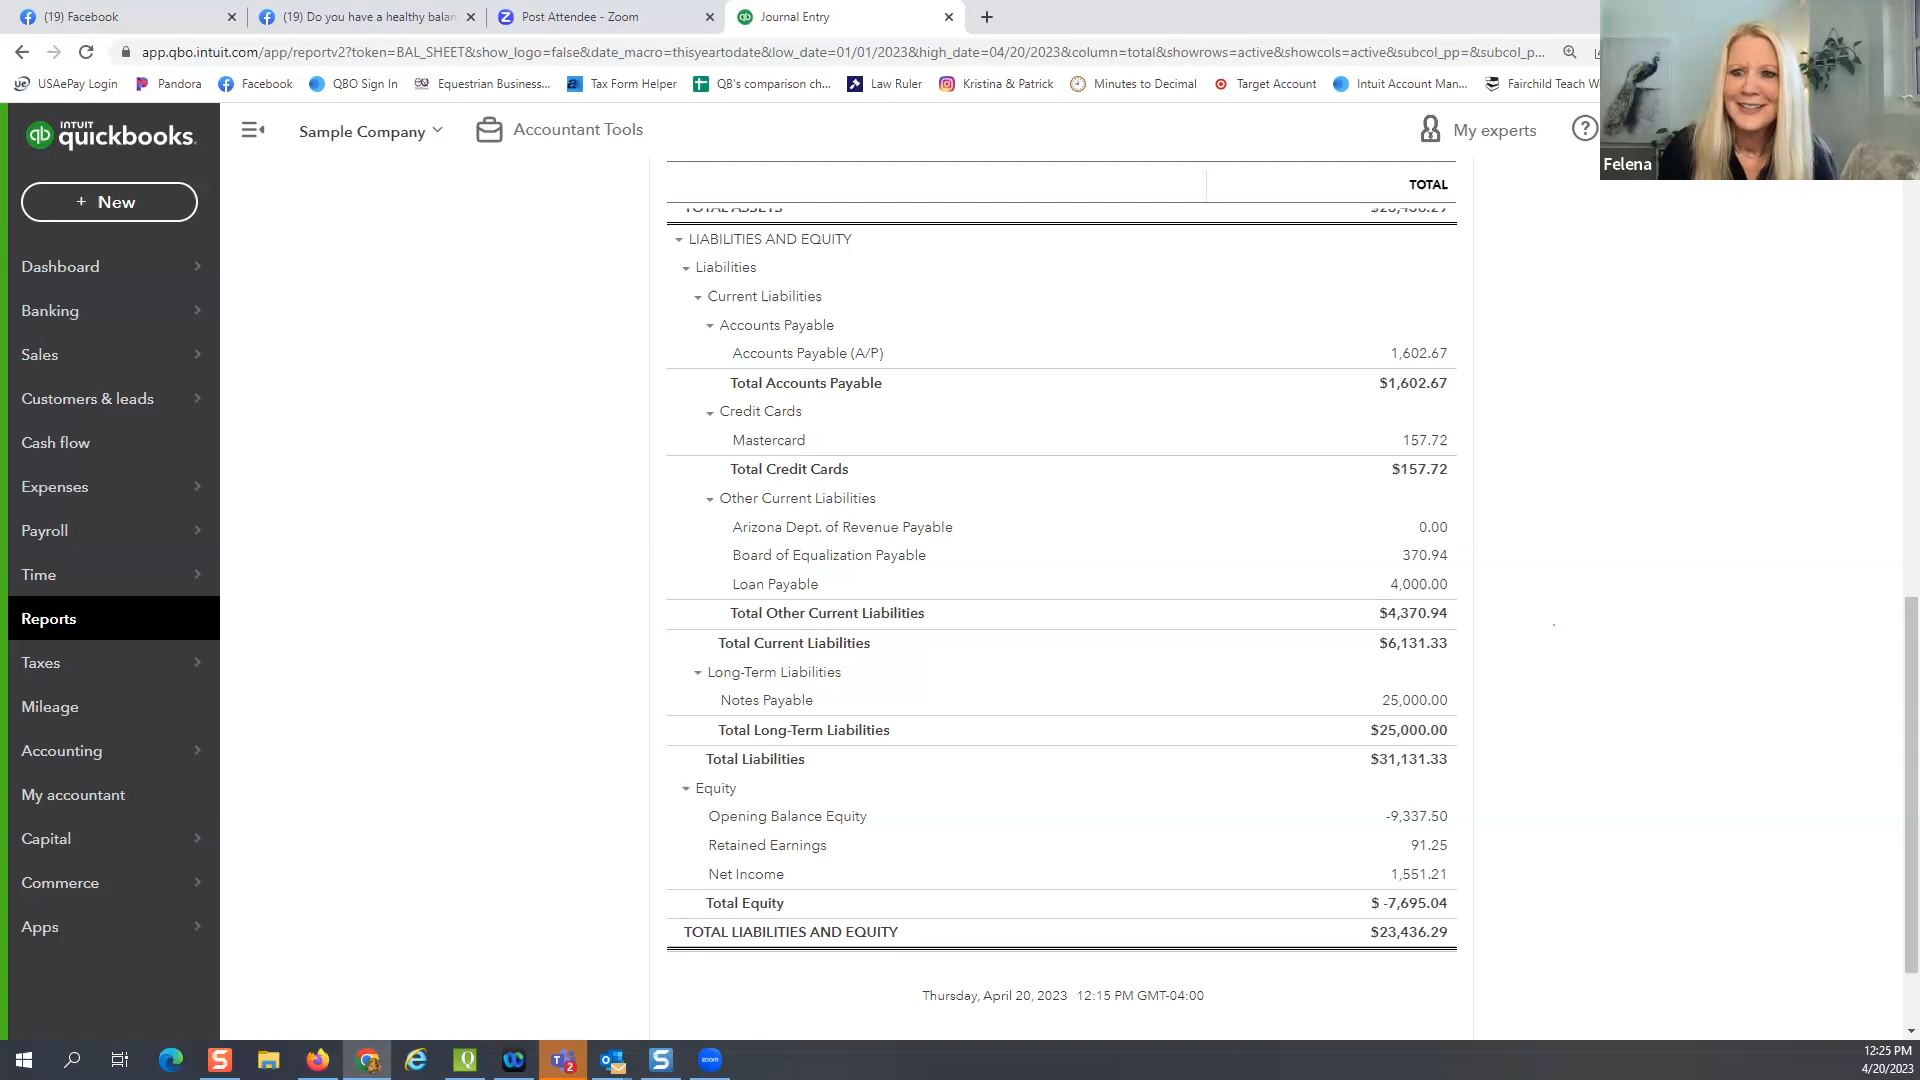 (19) Facebook
(19) Do you have a healthy balan
Post Attendee - Zoom
Journal Entry
app.qbo.intuit.com/app/reportv2?token=BAL_SHEET&show_logo=false&date_macro=thisyeartodate&low_date=01/01/2023&high_date=04/20/2023&column=total&showrows=active&showcols=active&subcol_pp=&subcol_p...
USAePay Login
Pandora
Facebook
QBO Sign In
Equestrian Business...
Tax Form Helper
QB's comparison ch...
Law Ruler
Kristina & Patrick
Minutes to Decimal
Target Account
Intuit Account Man...
Fairchild Teach W
Felena
INTUIT
quickbooks.
Sample Company
Accountant Tools
My experts
+ New
Dashboard
Banking
Sales
Customers & leads
Cash flow
Expenses
Payroll
Time
Reports
Taxes
Mileage
Accounting
My accountant
Capital
Commerce
Apps
TOTAL
TOTAL ASSETS $23,436.29
LIABILITIES AND EQUITY
Liabilities
Current Liabilities
Accounts Payable
Accounts Payable (A/P) 1,602.67
Total Accounts Payable $1,602.67
Credit Cards
Mastercard 157.72
Total Credit Cards $157.72
Other Current Liabilities
Arizona Dept. of Revenue Payable 0.00
Board of Equalization Payable 370.94
Loan Payable 4,000.00
Total Other Current Liabilities $4,370.94
Total Current Liabilities $6,131.33
Long-Term Liabilities
Notes Payable 25,000.00
Total Long-Term Liabilities $25,000.00
Total Liabilities $31,131.33
Equity
Opening Balance Equity -9,337.50
Retained Earnings 91.25
Net Income 1,551.21
Total Equity $ -7,695.04
TOTAL LIABILITIES AND EQUITY $23,436.29
Thursday, April 20, 2023 12:15 PM GMT-04:00
12:25 PM
4/20/2023